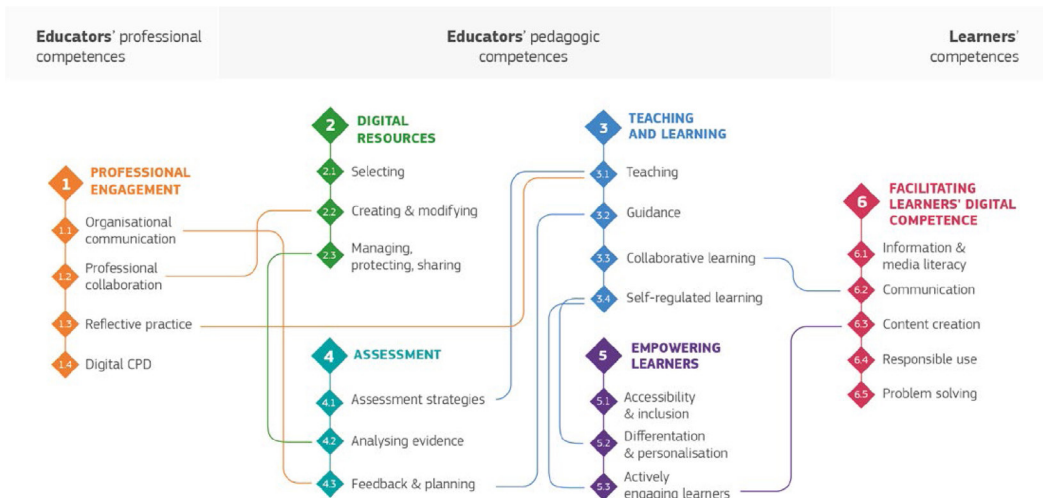 Educators' professional
competences
Educators' pedagogic
competences
Learners'
competences
1
PROFESSIONAL
ENGAGEMENT
1.1
Organisational
communication
1.2
Professional
collaboration
1.3
Reflective practice
1.4
Digital CPD
2
DIGITAL
RESOURCES
2.1
Selecting
2.2
Creating & modifying
2.3
Managing,
protecting, sharing
4
ASSESSMENT
4.1
Assessment strategies
4.2
Analysing evidence
4.3
Feedback & planning
3
TEACHING
AND LEARNING
3.1
Teaching
3.2
Guidance
3.3
Collaborative learning
3.4
Self-regulated learning
5
EMPOWERING
LEARNERS
5.1
Accessibility
& inclusion
5.2
Differentation
& personalisation
5.3
Actively
engaging learners
6
FACILITATING
LEARNERS' DIGITAL
COMPETENCE
6.1
Information &
media literacy
6.2
Communication
6.3
Content creation
6.4
Responsible use
6.5
Problem solving